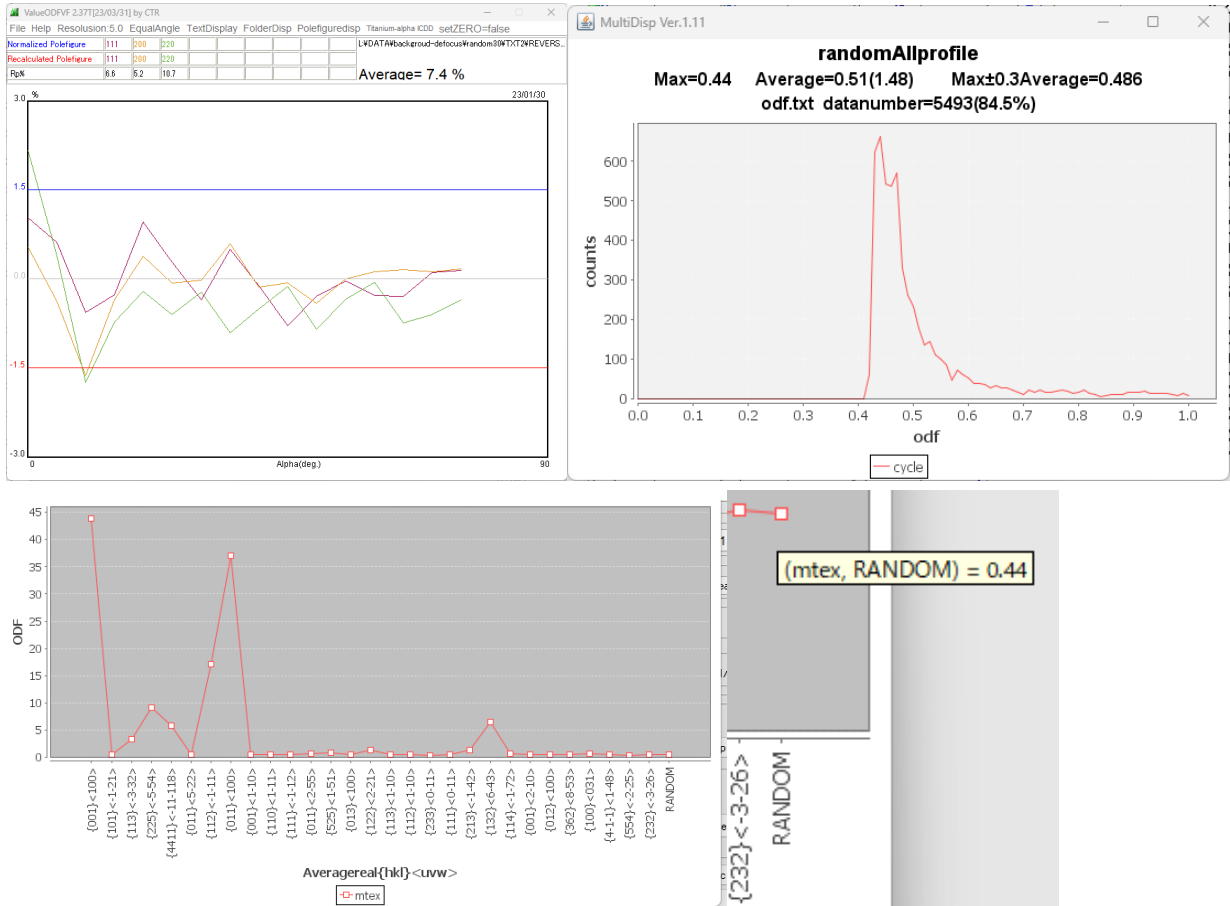 ValueODFVF 2.37T[23/03/31] by CTR
File Help Resolusion:5.0 EqualAngle TextDisplay FolderDisp Polefiguredisp Titanium-alpha ICDD setZERO=false
Normalized Polefigure 111 200 220
Recalculated Polefigure 111 200 220
Rp% 6.6 5.2 10.7
L¥DATA¥backgroud-defocus¥random30¥TXT2¥REVERS...
Average= 7.4 %
3.0 %
23/01/30
1.5
0.0
-1.5
-3.0
0 Alpha(deg.) 90
MultiDisp Ver.1.11
randomAllprofile
Max=0.44 Average=0.51(1.48) Max±0.3Average=0.486
odf.txt datanumber=5493(84.5%)
counts
600
500
400
300
200
100
0
0.0 0.1 0.2 0.3 0.4 0.5 0.6 0.7 0.8 0.9 1.0
odf
cycle
ODF
45
40
35
30
25
20
15
10
5
0
{001}<100>
{101}<-1-21>
{113}<-3-32>
{225}<-5-54>
{4411}<-11-118>
{011}<5-22>
{112}<-1-11>
{011}<100>
{001}<1-10>
{110}<1-11>
{111}<-1-12>
{011}<2-55>
{525}<1-51>
{013}<-100>
{122}<2-21>
{113}<1-10>
{112}<1-10>
{233}<0-11>
{111}<0-11>
{213}<-1-42>
{132}<6-43>
{114}<-1-72>
{001}<2-10>
{012}<-100>
{362}<8-53>
{100}<031>
{4-1-1}<1-48>
{554}<-2-25>
{232}<-3-26>
RANDOM
Averagereal{hkl}<uvw>
mtex
(mtex, RANDOM) = 0.44
{232}<-3-26>
RANDOM